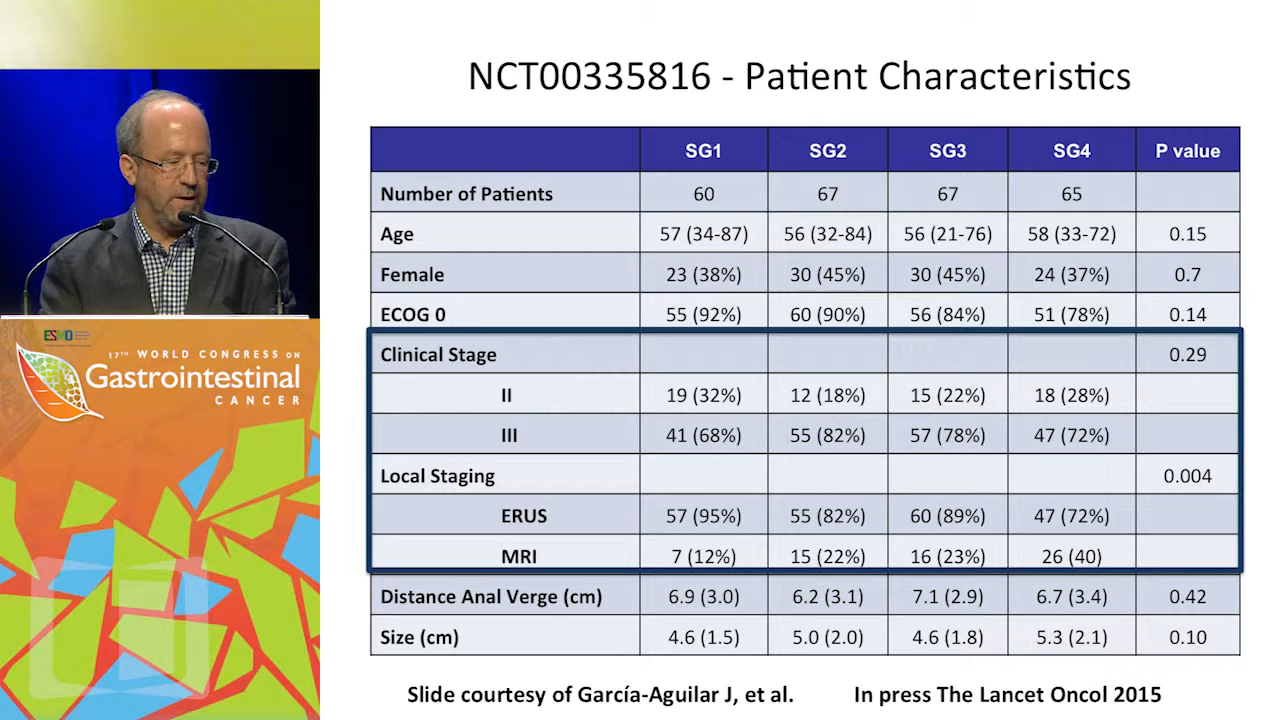 NCT00335816 - Patient Characteristics
SG1 SG2 SG3 SG4 P value
Number of Patients 60 67 67 65
Age 57 (34-87) 56 (32-84) 56 (21-76) 58 (33-72) 0.15
Female 23 (38%) 30 (45%) 30 (45%) 24 (37%) 0.7
ECOG 0 55 (92%) 60 (90%) 56 (84%) 51 (78%) 0.14
Clinical Stage 0.29
II 19 (32%) 12 (18%) 15 (22%) 18 (28%)
III 41 (68%) 55 (82%) 57 (78%) 47 (72%)
Local Staging 0.004
ERUS 57 (95%) 55 (82%) 60 (89%) 47 (72%)
MRI 7 (12%) 15 (22%) 16 (23%) 26 (40)
Distance Anal Verge (cm) 6.9 (3.0) 6.2 (3.1) 7.1 (2.9) 6.7 (3.4) 0.42
Size (cm) 4.6 (1.5) 5.0 (2.0) 4.6 (1.8) 5.3 (2.1) 0.10
Slide courtesy of García-Aguilar J, et al. In press The Lancet Oncol 2015
ESMO
17TH WORLD CONGRESS ON
Gastrointestinal
CANCER